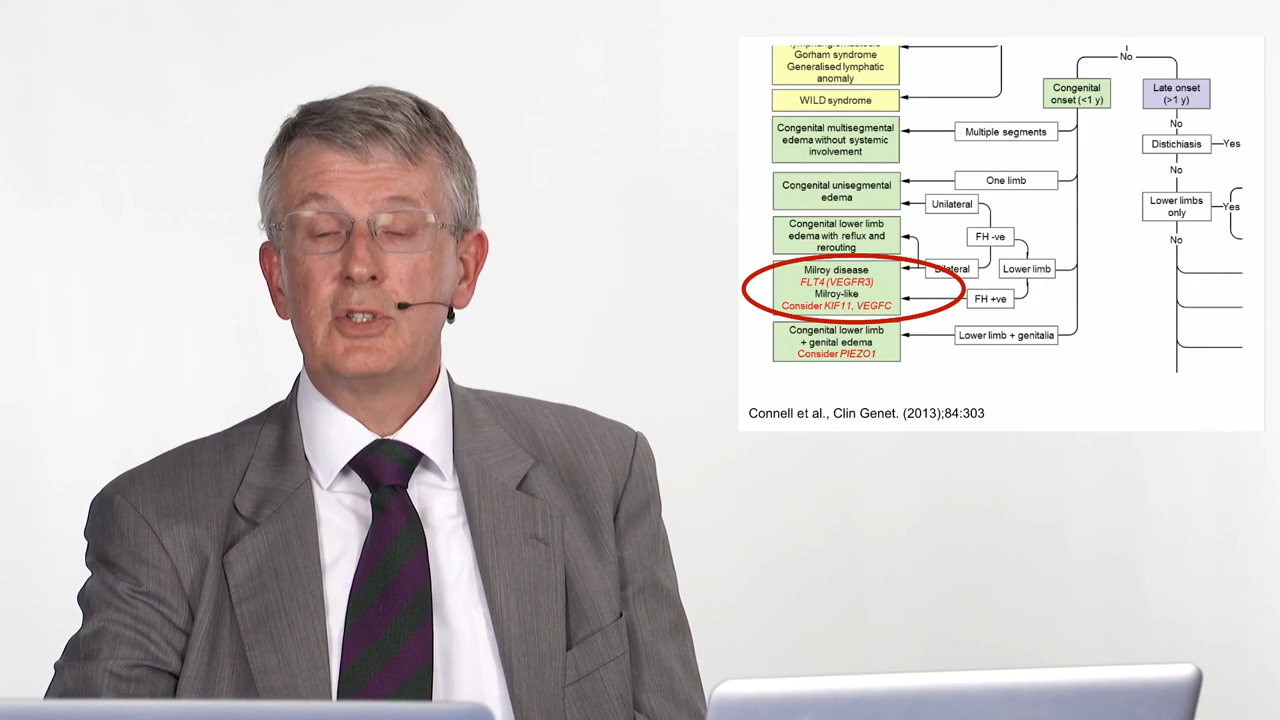 Gorham syndrome
Generalised lymphatic
anomaly
WILD syndrome
Congenital multisegmental
edema without systemic
involvement
Congenital unisegmental
edema
Congenital lower limb
edema with reflux and
rerouting
Milroy disease
FLT4 (VEGFR3)
Milroy-like
Consider KIF11, VEGFC
Congenital lower limb
+ genital edema
Consider PIEZO1
Multiple segments
One limb
Unilateral
FH -ve
Bilateral
Lower limb
FH +ve
Lower limb + genitalia
No
Congenital
onset (<1 y)
Late onset
(>1 y)
No
Distichiasis
Yes
No
Lower limbs
only
Yes
No
Connell et al., Clin Genet. (2013);84:303